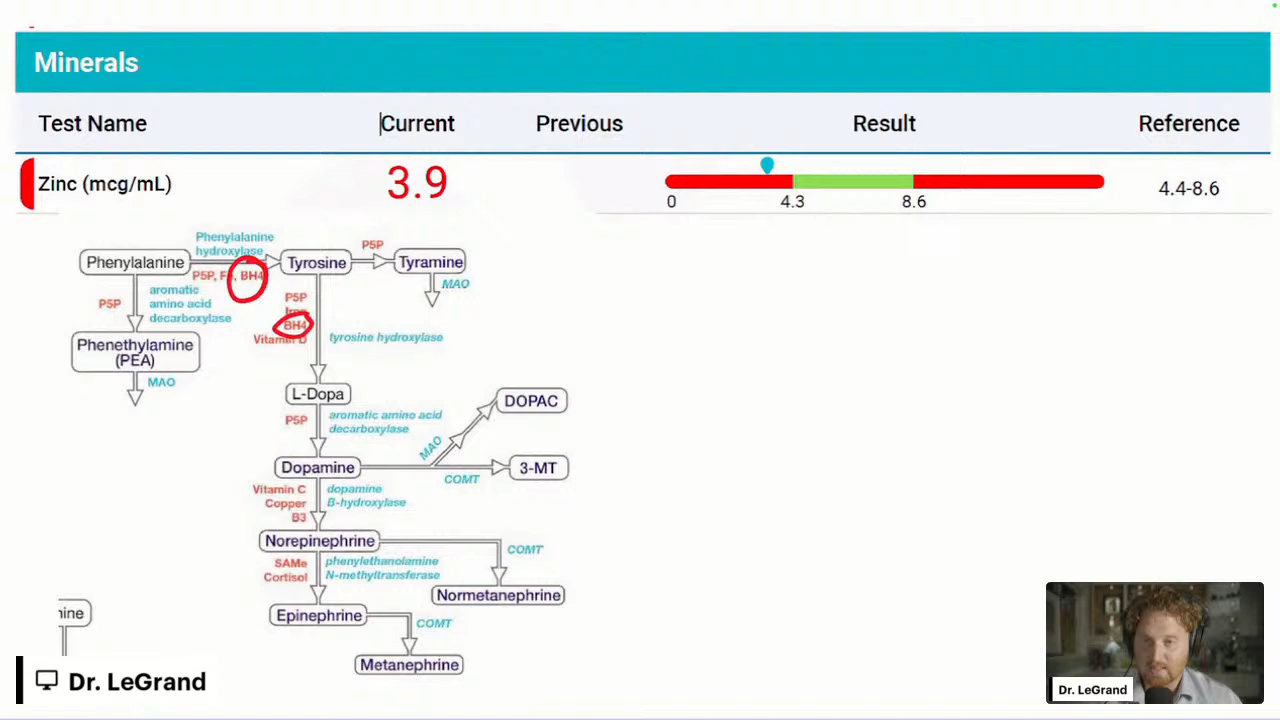 Minerals
Test Name Current Previous Result Reference
Zinc (mcg/mL) 3.9 0 4.3 8.6 4.4-8.6
Phenylalanine
hydroxylase
Phenylalanine Tyrosine P5P Tyramine
P5P, BH4
MAO
P5P aromatic
amino acid
decarboxylase
P5P
BH4
Vitamin D tyrosine hydroxylase
Phenethylamine
(PEA)
MAO
L-Dopa
DOPAC
P5P aromatic amino acid
decarboxylase
MAO
Dopamine 3-MT
COMT
Vitamin C dopamine
Copper B-hydroxylase
B3
Norepinephrine COMT
SAMe phenylethanolamine
Cortisol N-methyltransferase
Normetanephrine
Epinephrine COMT
nine
Metanephrine
Dr. LeGrand
Dr. LeGrand